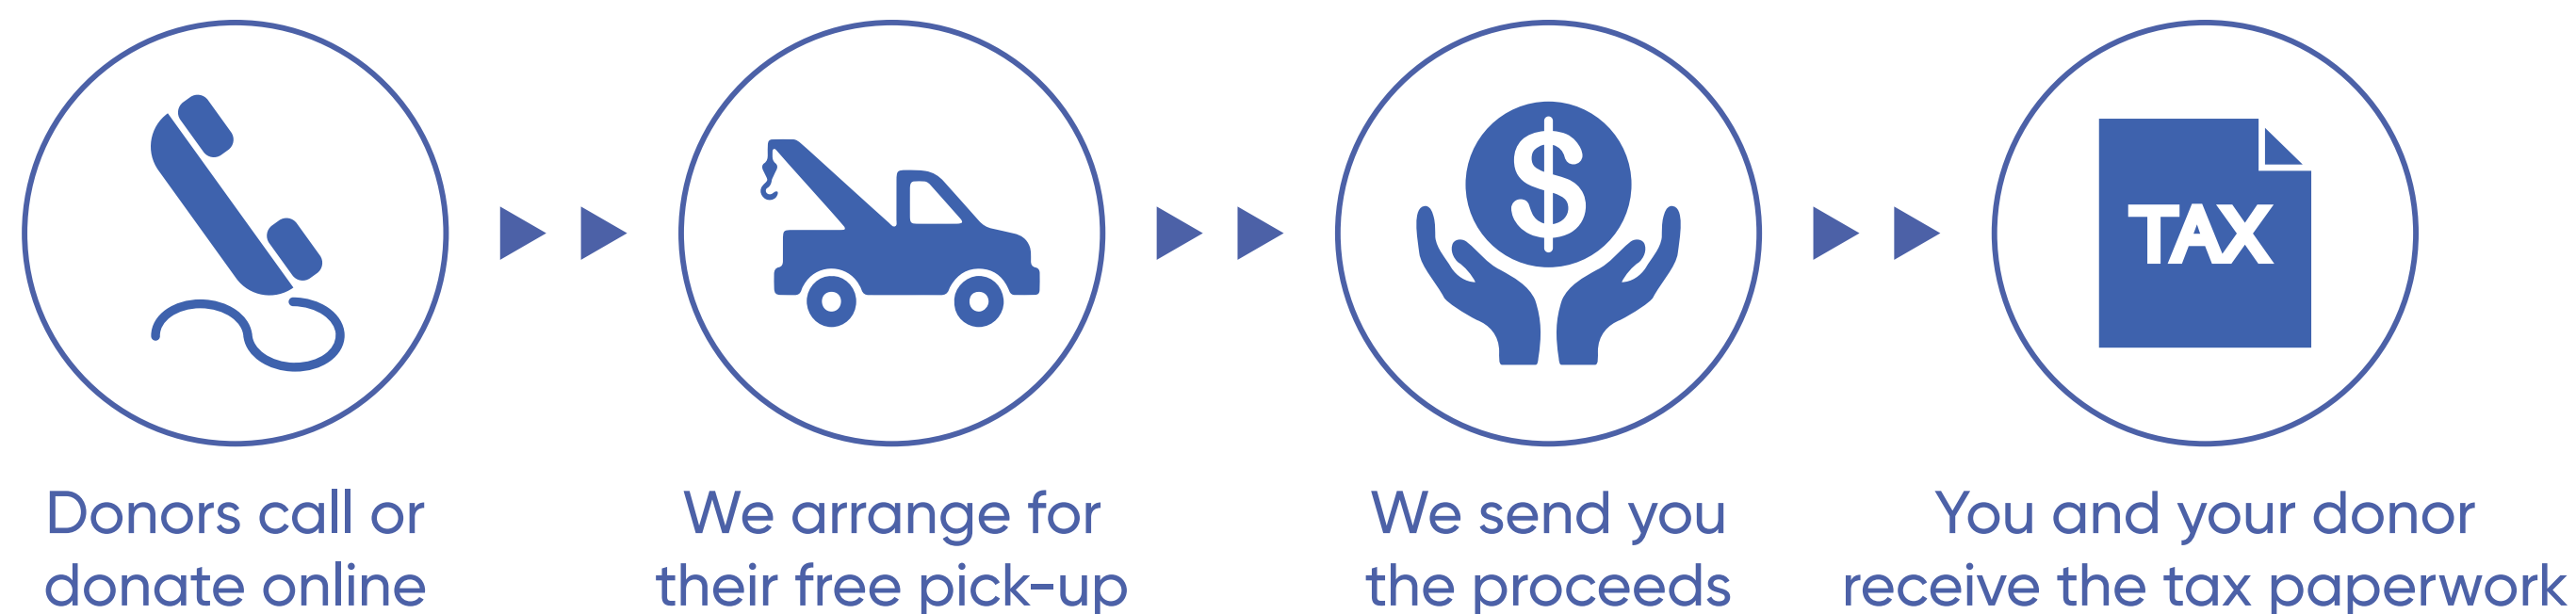 $
TAX
Donors call or
donate online
We arrange for
their free pick-up
We send you
the proceeds
You and your donor
receive the tax paperwork